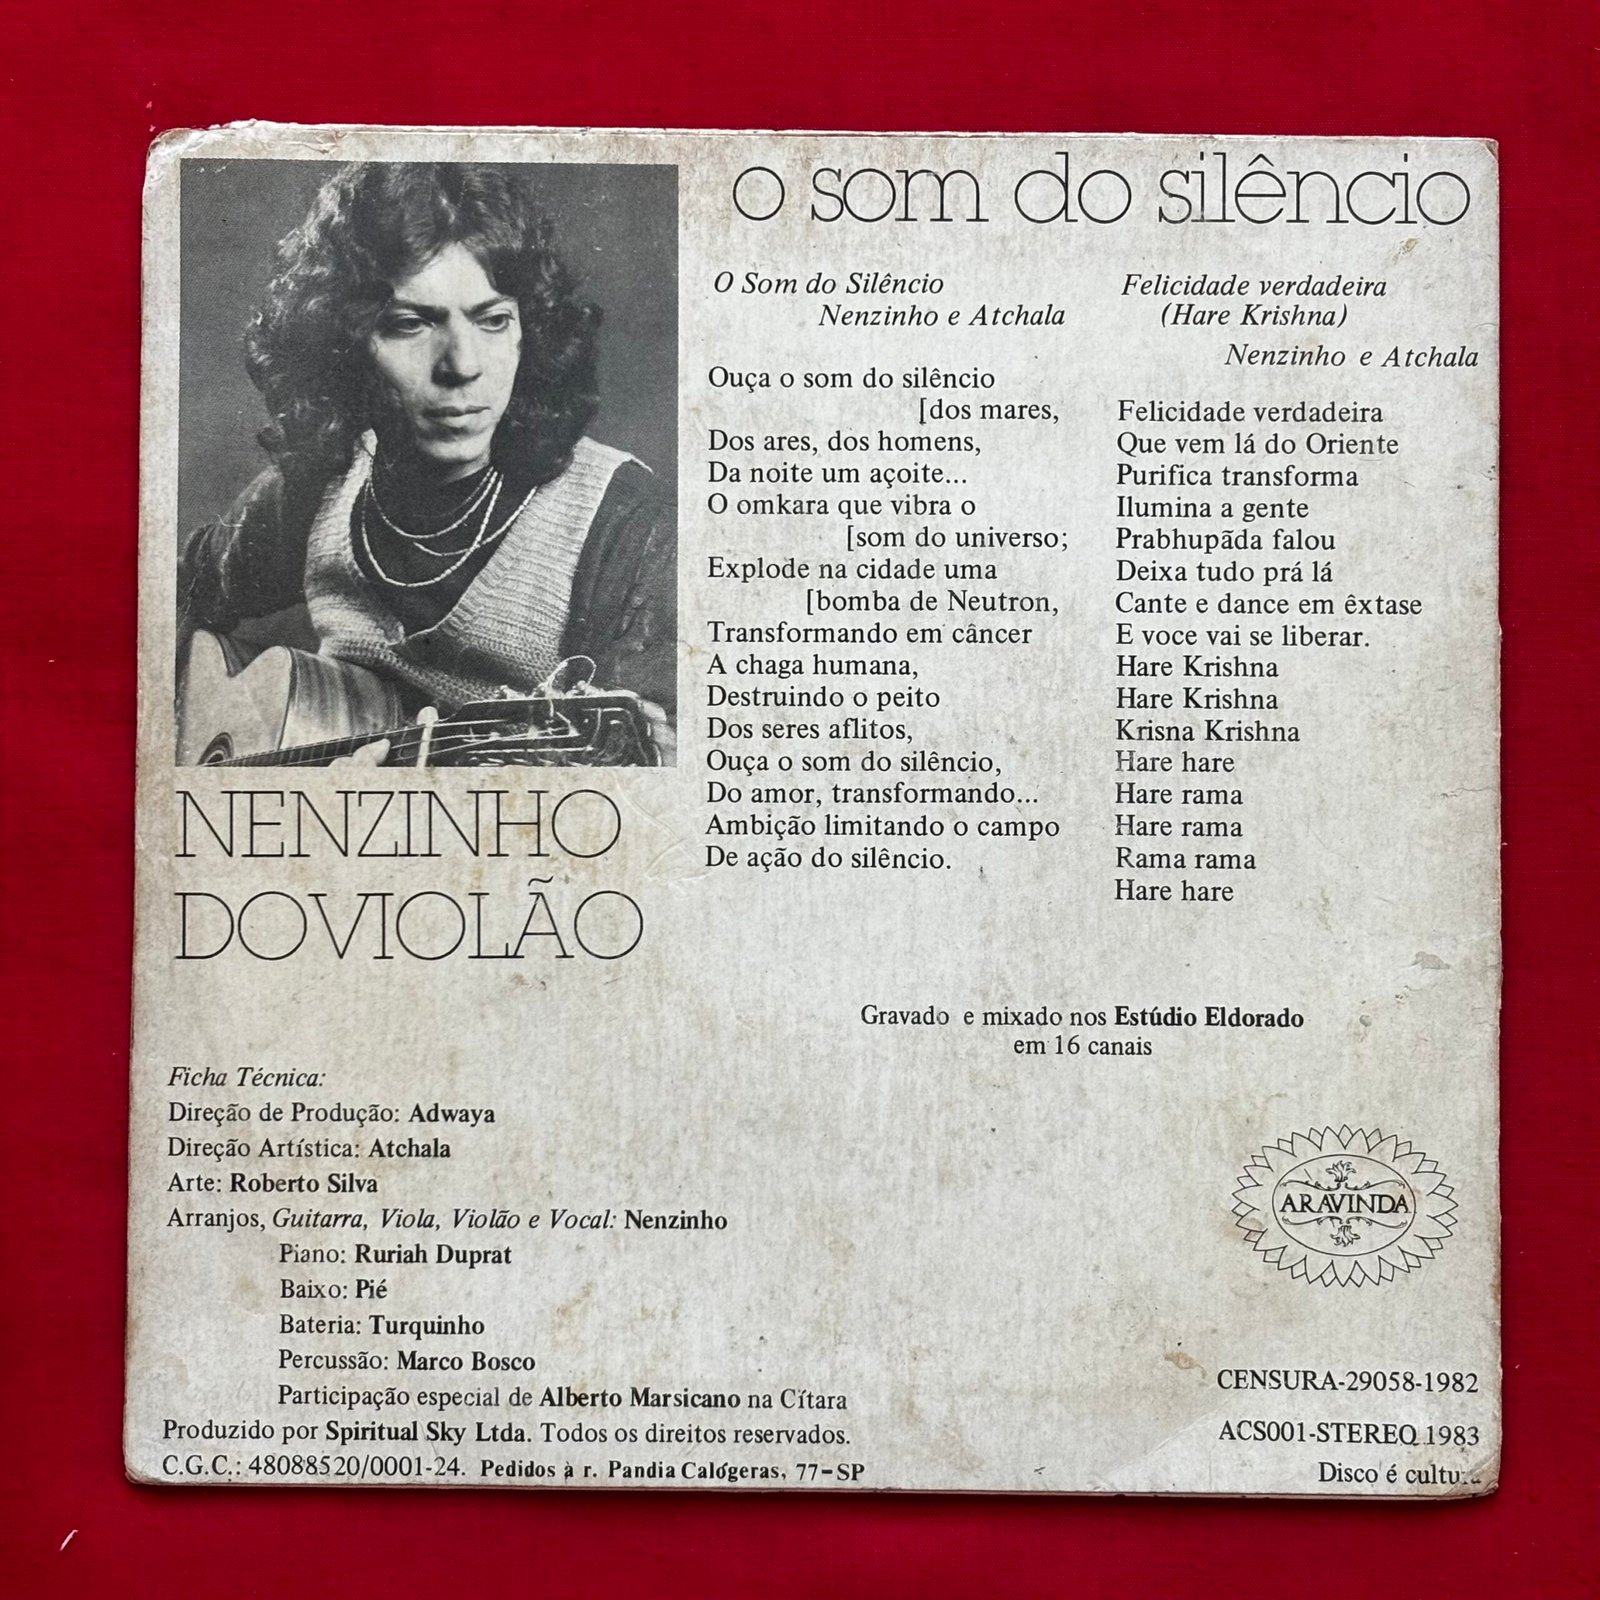 o som do silêncio
O Som do Silêncio
Nenzinho e Atchala
Ouça o som do silêncio
[dos mares,
Dos ares, dos homens,
Da noite um açoite...
O omkara que vibra o
[som do universo;
Explode na cidade uma
[bomba de Neutron,
Transformando em câncer
A chaga humana,
Destruindo o peito
Dos seres aflitos,
Ouça o som do silêncio,
Do amor, transformando...
Ambição limitando o campo
De ação do silêncio.
Felicidade verdadeira
(Hare Krishna)
Nenzinho e Atchala
Felicidade verdadeira
Que vem lá do Oriente
Purifica transforma
Ilumina a gente
Prabhupãda falou
Deixa tudo prá lá
Cante e dance em êxtase
E voce vai se liberar.
Hare Krishna
Hare Krishna
Krisna Krishna
Hare hare
Hare rama
Hare rama
Rama rama
Hare hare
NENZINHO
DOVIOLÃO
Gravado e mixado nos Estúdio Eldorado
em 16 canais
Ficha Técnica:
Direção de Produção: Adwaya
Direção Artística: Atchala
Arte: Roberto Silva
Arranjos, Guitarra, Viola, Violão e Vocal: Nenzinho
Piano: Ruriah Duprat
Baixo: Pié
Bateria: Turquinho
Percussão: Marco Bosco
Participação especial de Alberto Marsicano na Cítara
Produzido por Spiritual Sky Ltda. Todos os direitos reservados.
C.G.C.: 48088520/0001-24. Pedidos à r. Pandia Calógeras, 77-SP
ARAVINDA
CENSURA-29058-1982
ACS001-STEREO 1983
Disco é cultura